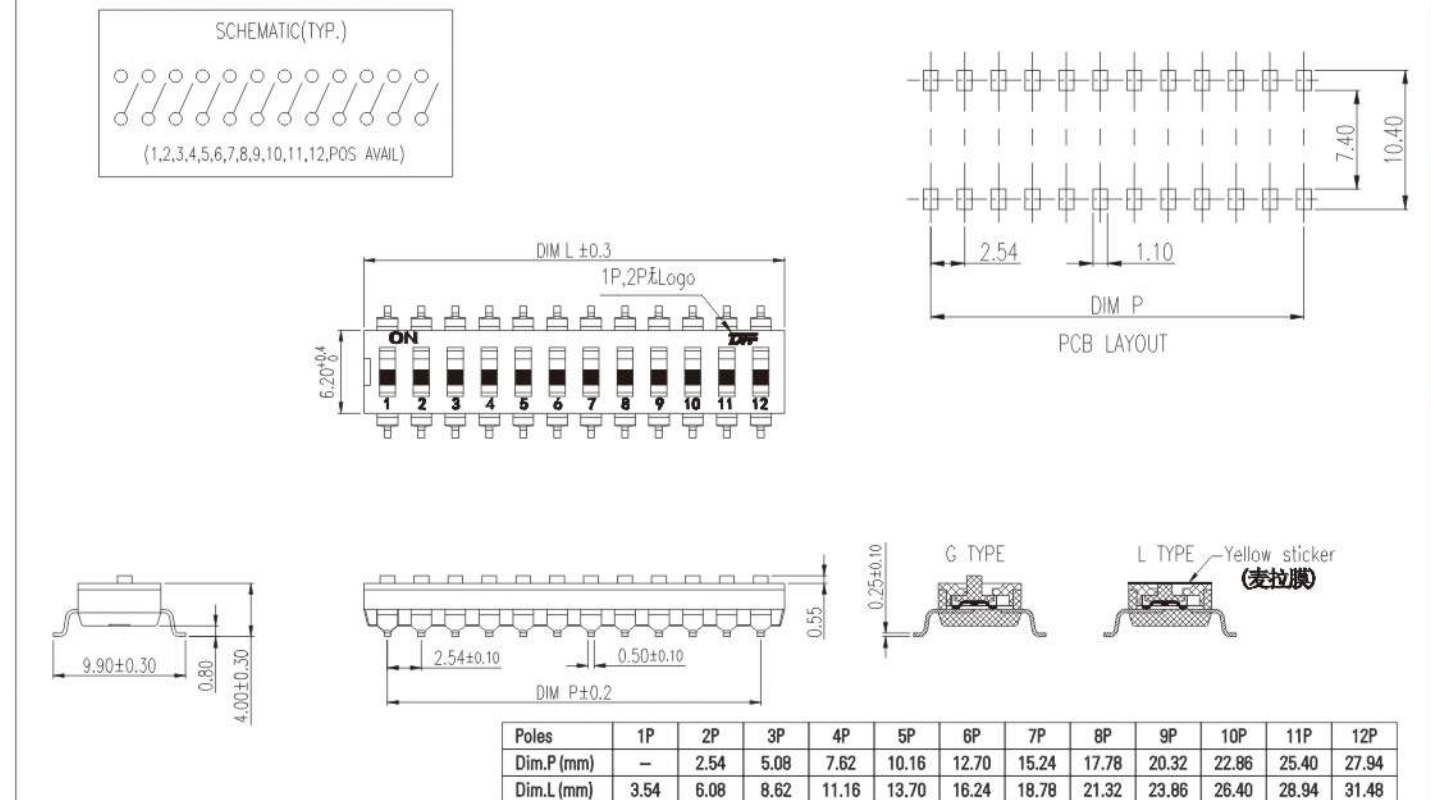 SCHEMATIC(TYP.)
(1,2,3,4,5,6,7,8,9,10,11,12,POS AVAIL)
7.40
10.40
2.54
1.10
DIM P
PCB LAYOUT
DIM L ±0.3
1P,2P无Logo
ON
6.20+0.4 0
1 2 3 4 5 6 7 8 9 10 11 12
9.90±0.30
0.80
4.00±0.30
2.54±0.10
0.50±0.10
DIM P±0.2
0.55
0.25±0.10
G TYPE
L TYPE
Yellow sticker
(麦拉膜)
Poles 1P 2P 3P 4P 5P 6P 7P 8P 9P 10P 11P 12P
Dim.P (mm) – 2.54 5.08 7.62 10.16 12.70 15.24 17.78 20.32 22.86 25.40 27.94
Dim.L (mm) 3.54 6.08 8.62 11.16 13.70 16.24 18.78 21.32 23.86 26.40 28.94 31.48